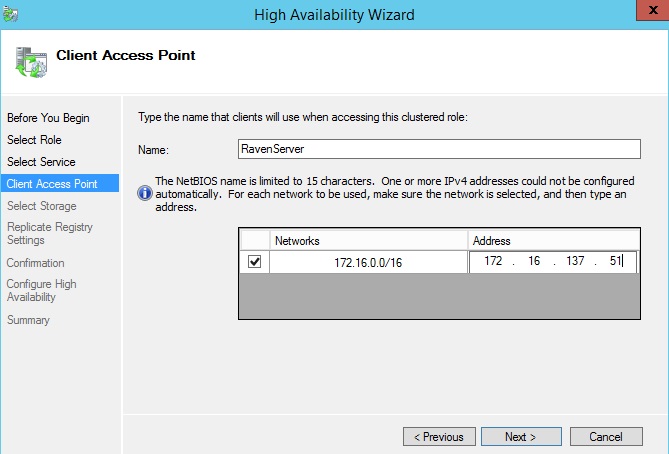 High Availability Wizard
x
Client Access Point
Before You Begin
Select Role
Select Service
Client Access Point
Select Storage
Replicate Registry
Settings
Confirmation
Configure High
Availability
Summary
Type the name that clients will use when accessing this clustered role:
Name: RavenServer
The NetBIOS name is limited to 15 characters. One or more IPv4 addresses could not be configured
automatically. For each network to be used, make sure the network is selected, and then type an
address.
Networks Address
172.16.0.0/16 172 . 16 . 137 . 51
< Previous Next > Cancel